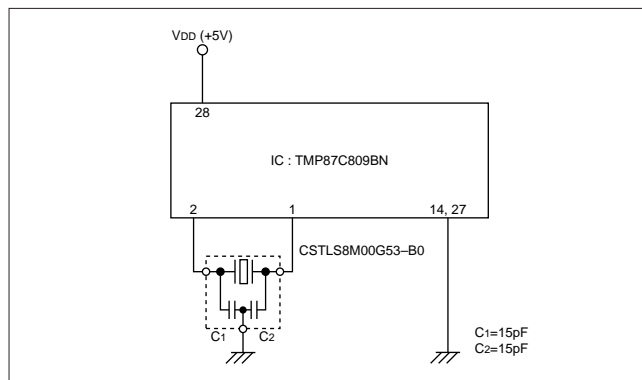 VDD (+5V)
28
IC : TMP87C809BN
2 1 14, 27
CSTLS8M00G53–B0
C1 C2
C1=15pF
C2=15pF